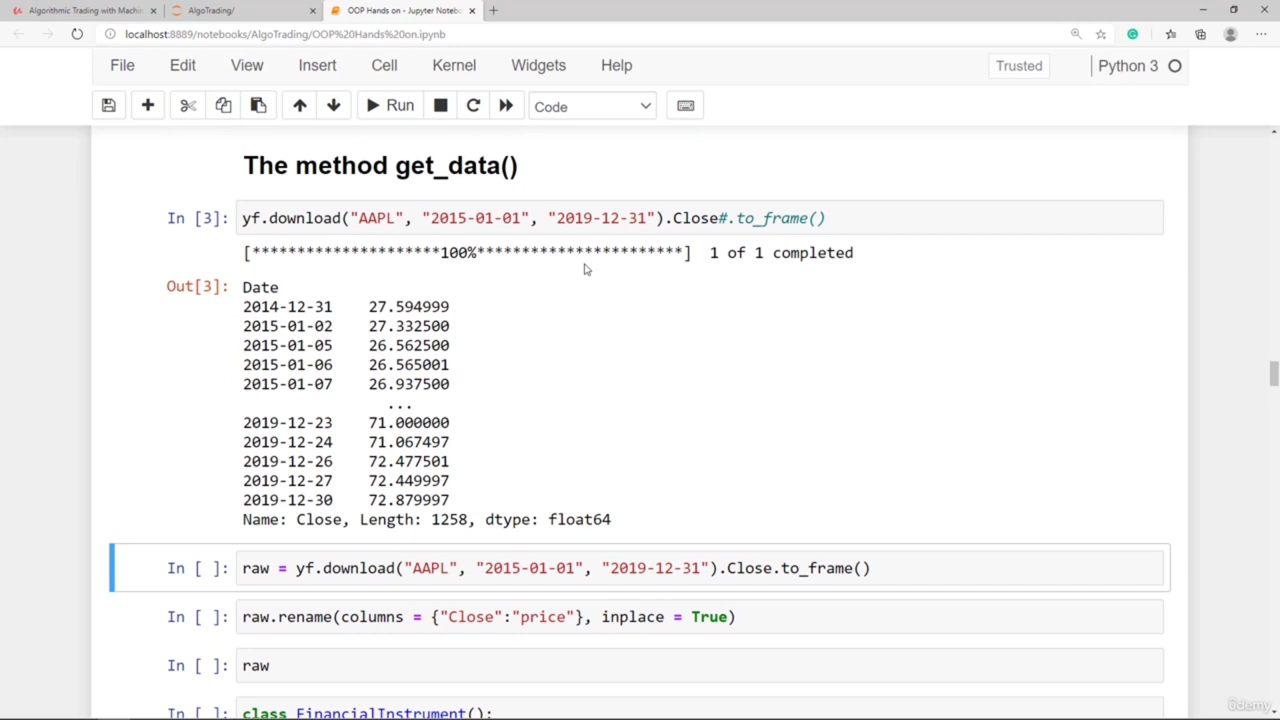 Algorithmic Trading with Machi
AlgoTrading/
OOP Hands on - Jupyter Noteb
localhost:8889/notebooks/AlgoTrading/OOP%20Hands%20on.ipynb
File Edit View Insert Cell Kernel Widgets Help Trusted Python 3
Run Code
The method get_data()
In [3]: yf.download("AAPL", "2015-01-01", "2019-12-31").Close#.to_frame()
[*********************100%***********************] 1 of 1 completed
Out[3]: Date
2014-12-31 27.594999
2015-01-02 27.332500
2015-01-05 26.562500
2015-01-06 26.565001
2015-01-07 26.937500
...
2019-12-23 71.000000
2019-12-24 71.067497
2019-12-26 72.477501
2019-12-27 72.449997
2019-12-30 72.879997
Name: Close, Length: 1258, dtype: float64
In [ ]: raw = yf.download("AAPL", "2015-01-01", "2019-12-31").Close.to_frame()
In [ ]: raw.rename(columns = {"Close":"price"}, inplace = True)
In [ ]: raw
In [ ]: class FinancialInstrument():
ûdemy